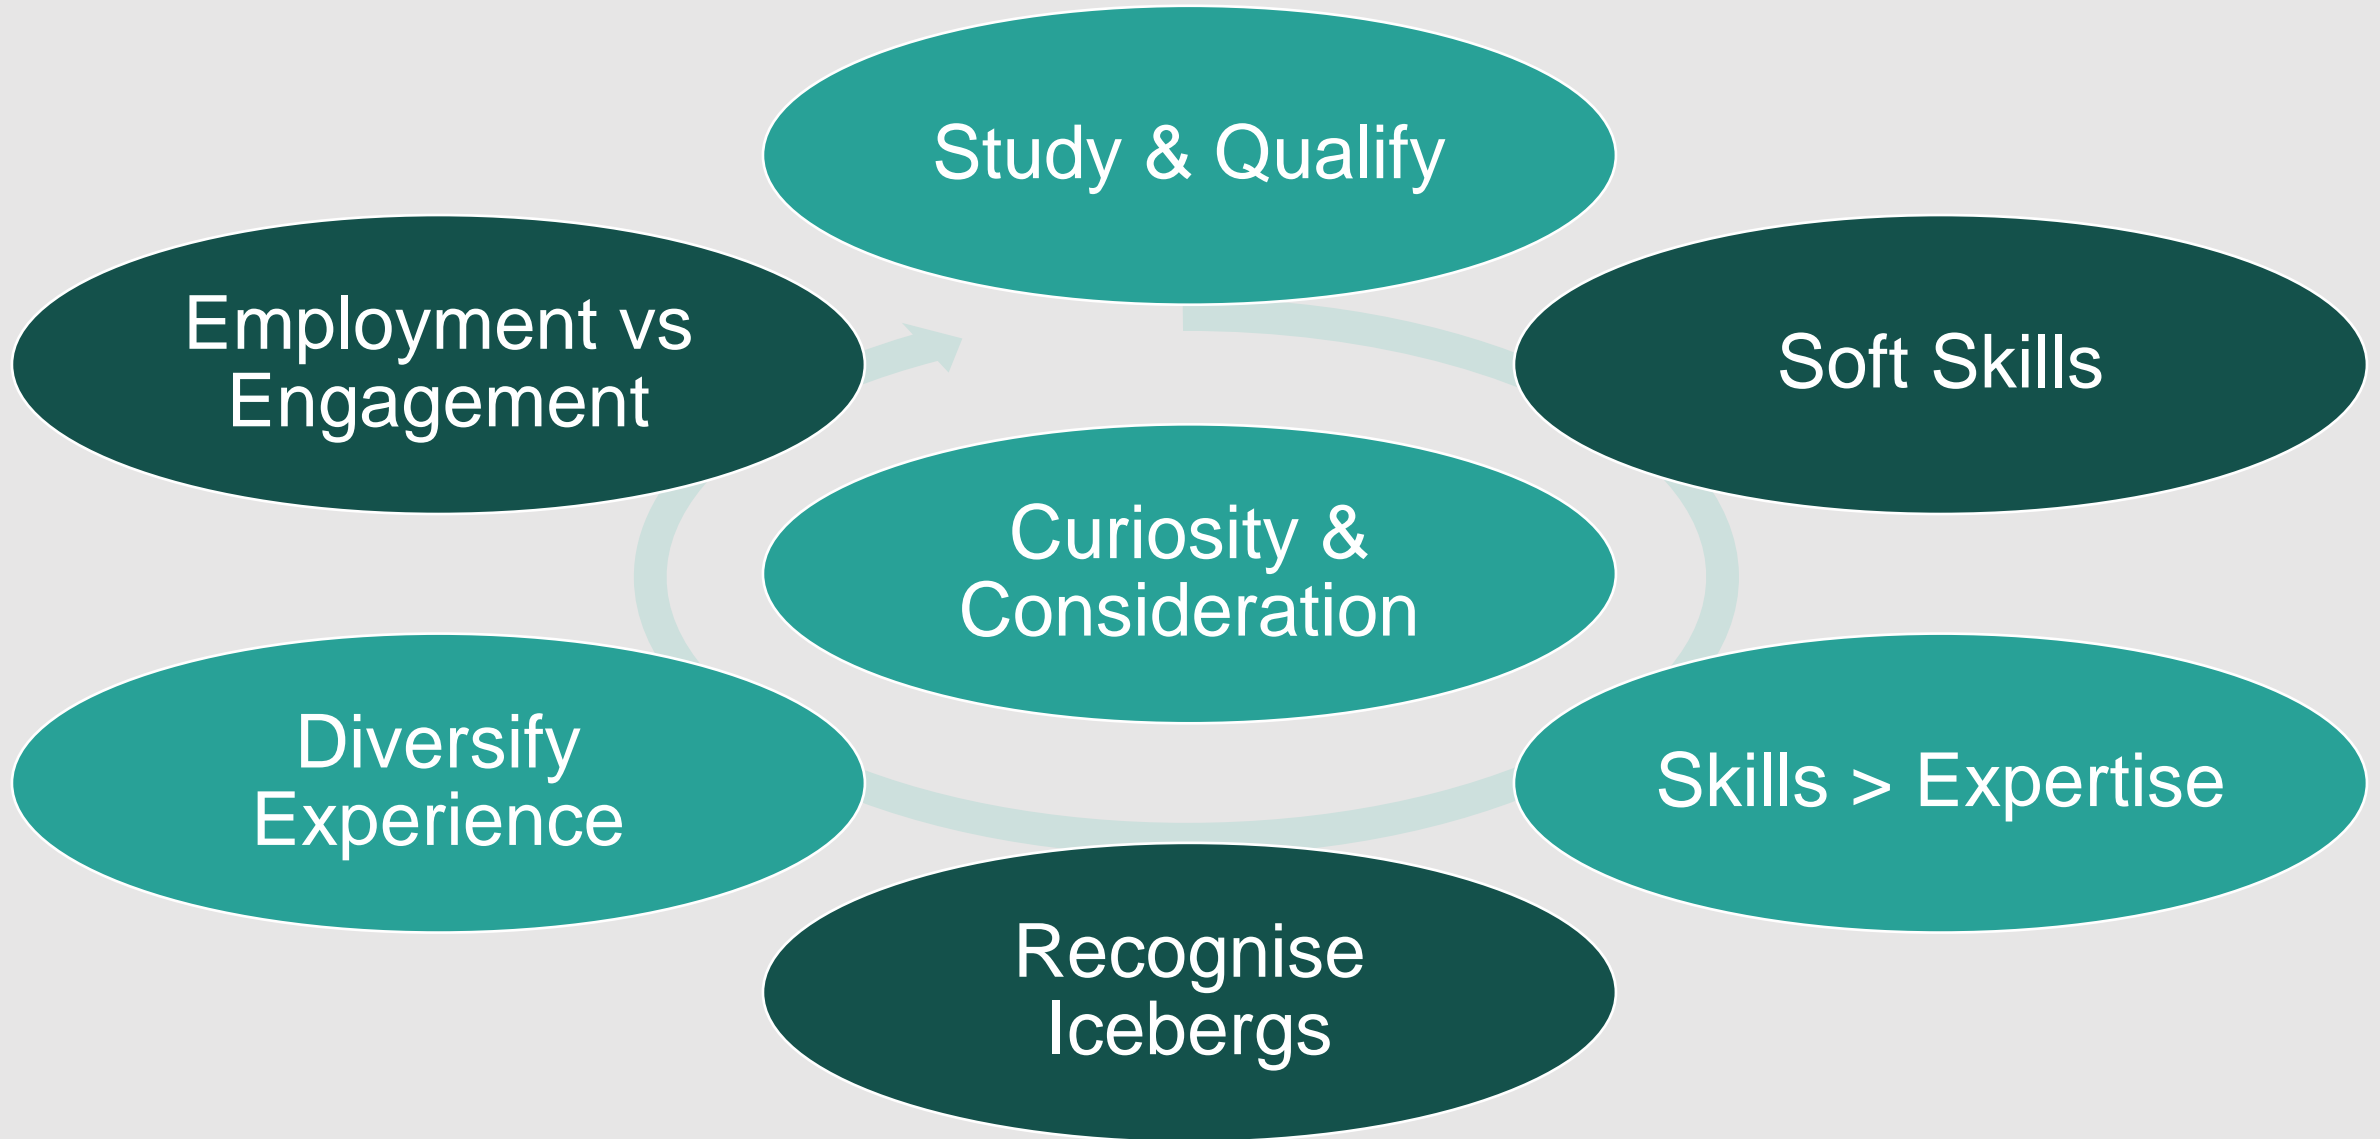 Study & Qualify
Soft Skills
Skills > Expertise
Recognise
Icebergs
Diversify
Experience
Employment vs
Engagement
Curiosity &
Consideration